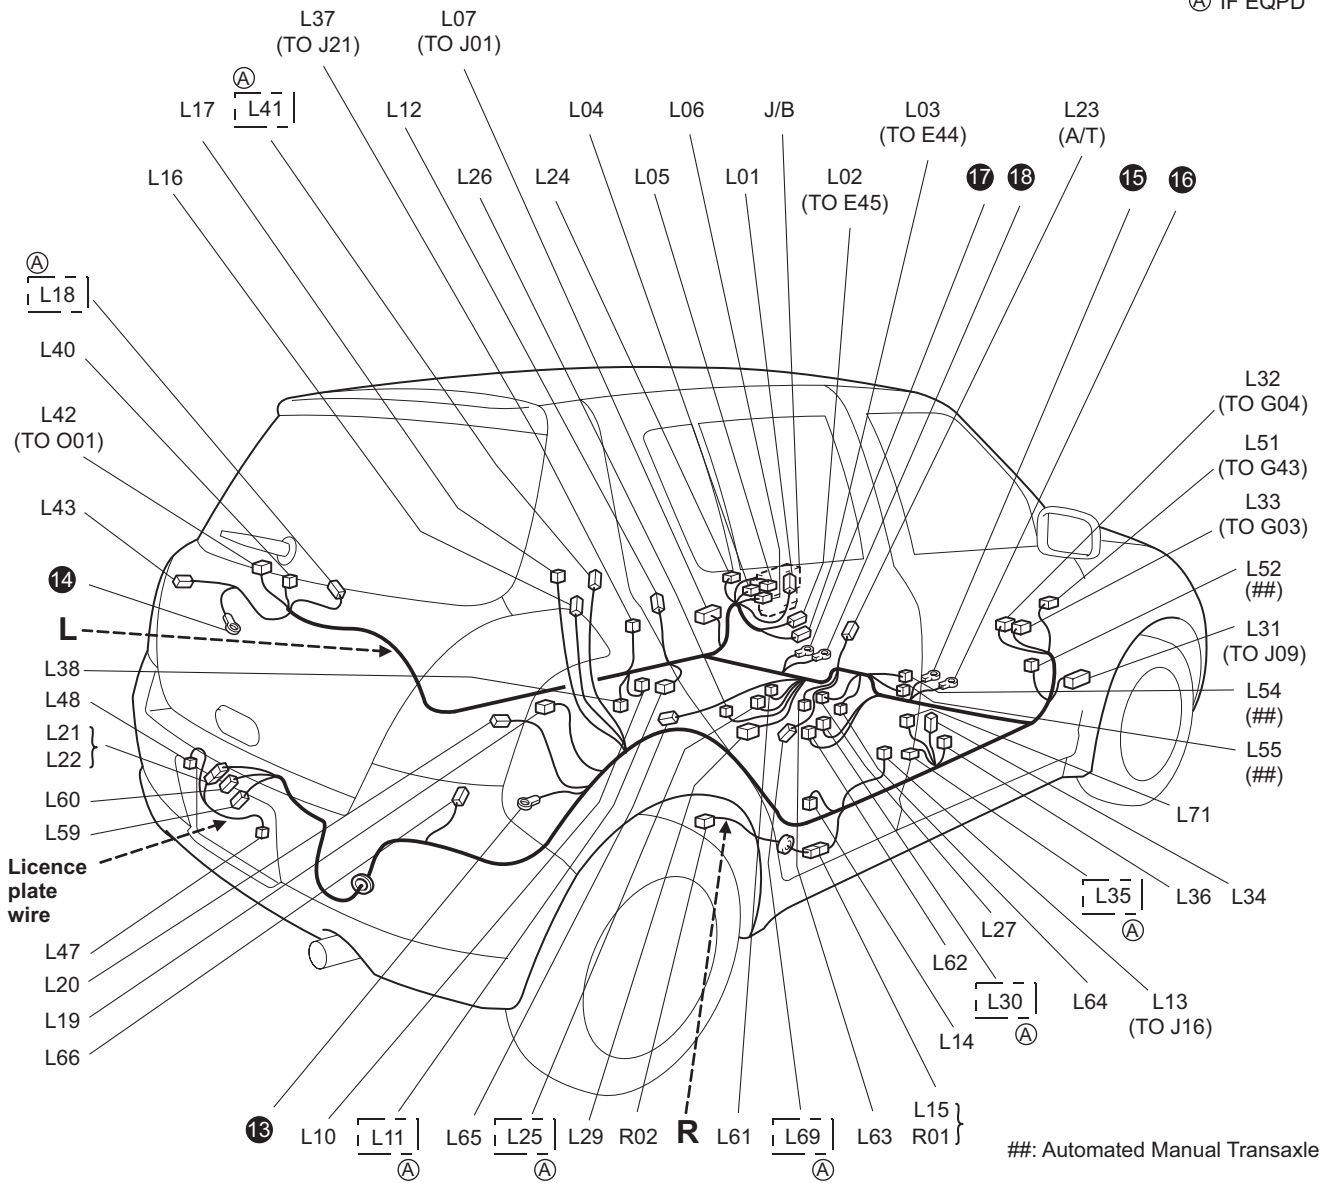 Ⓐ IF EQPD
L37
(TO J21)
L07
(TO J01)
Ⓐ
L17
L41
L12
L04
L06
J/B
L03
(TO E44)
L23
(A/T)
L16
L26
L24
L05
L01
L02
(TO E45)
17
18
15
16
Ⓐ
L18
L40
L42
(TO O01)
L43
14
L
L38
L48
L21
L22
L60
L59
Licence
plate
wire
L47
L20
L19
L66
L32
(TO G04)
L51
(TO G43)
L33
(TO G03)
L52
(##)
L31
(TO J09)
L54
(##)
L55
(##)
L71
L35
Ⓐ
L36
L34
L27
L62
L30
Ⓐ
L64
L13
(TO J16)
L14
L15
R01
13
L10
L11
Ⓐ
L65
L25
Ⓐ
L29
R02
R
L61
L69
Ⓐ
L63
##: Automated Manual Transaxle